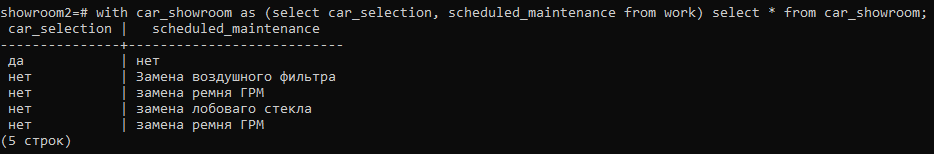 showroom2=# with car_showroom as (select car_selection, scheduled_maintenance from work) select * from car_showroom;
 car_selection |   scheduled_maintenance
---------------+---------------------------
 да            | нет
 нет           | Замена воздушного фильтра
 нет           | замена ремня ГРМ
 нет           | замена лобоваго стекла
 нет           | замена ремня ГРМ
(5 строк)